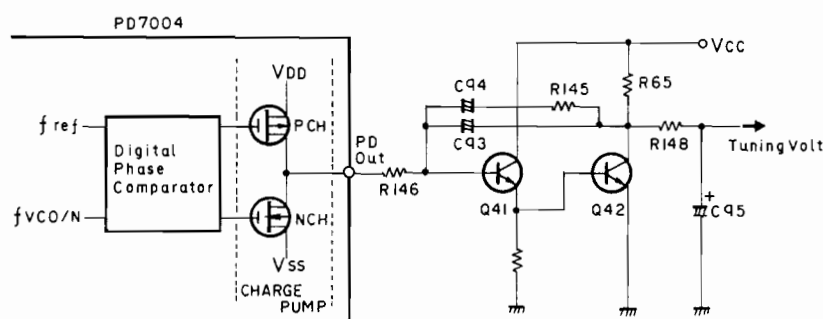 PD7004
VDD
VCC
C94
R145
R65
fref
PCH
C93
Digital
Phase
Comparator
PD
Out
R146
R148
Tuning Volt
Q41
Q42
+
C95
fVCO/N
NCH
VSS
CHARGE
PUMP